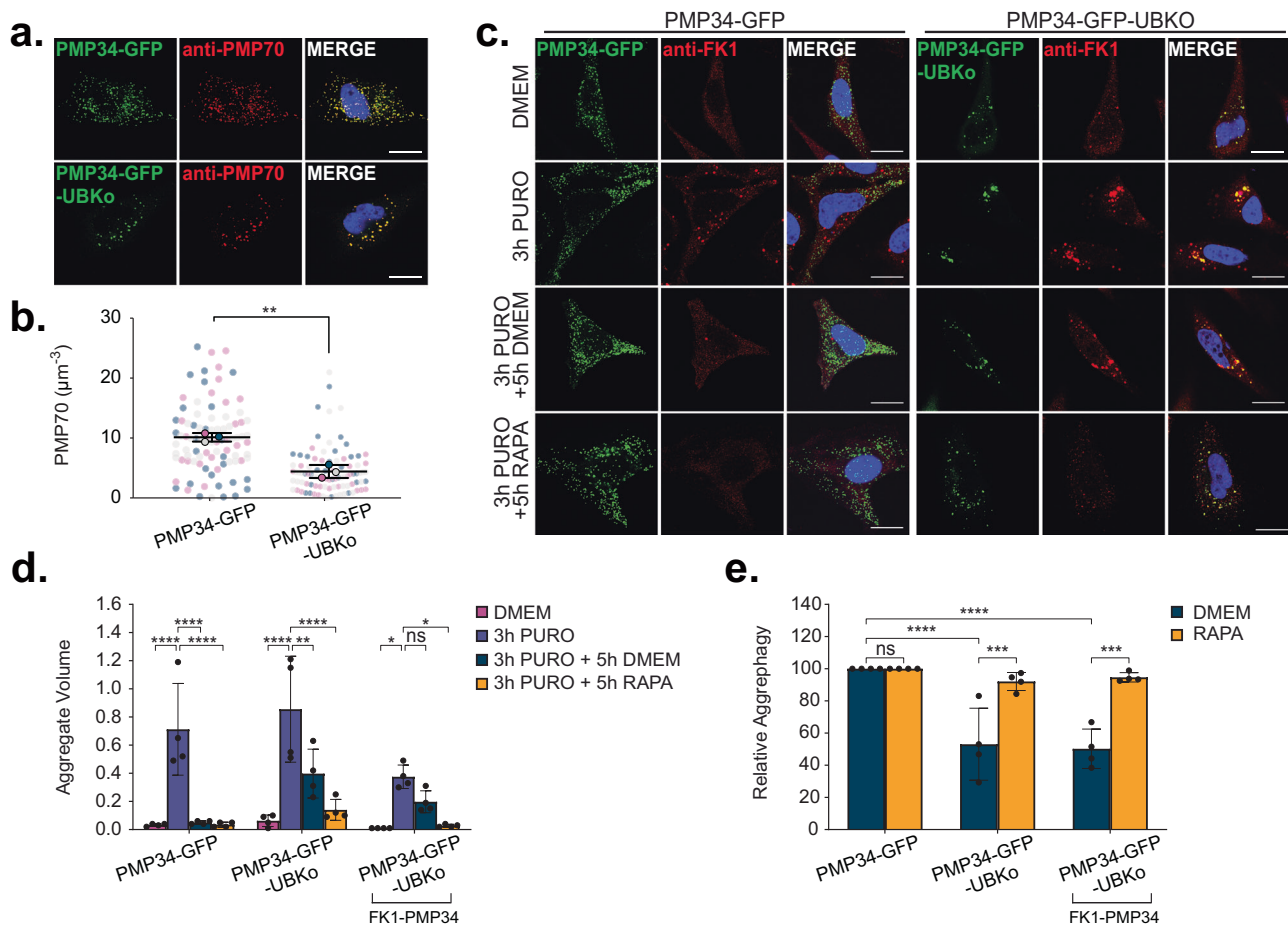 a.
PMP34-GFP anti-PMP70 MERGE
PMP34-GFP
-UBKo
anti-PMP70 MERGE
b.
PMP70 (µm⁻³)
30
20
10
0
**
PMP34-GFP
PMP34-GFP
-UBKo
c.
PMP34-GFP
PMP34-GFP-UBKO
PMP34-GFP anti-FK1 MERGE
PMP34-GFP
-UBKo
anti-FK1 MERGE
DMEM
3h PURO
3h PURO
+5h DMEM
3h PURO
+5h RAPA
d.
Aggregate Volume
1.6
1.4
1.2
1.0
0.8
0.6
0.4
0.2
0.0
****
**** ****
****
**** **
*
* ns
PMP34-GFP
PMP34-GFP
-UBKo
PMP34-GFP
-UBKo
FK1-PMP34
DMEM
3h PURO
3h PURO + 5h DMEM
3h PURO + 5h RAPA
e.
Relative Aggrephagy
140
120
100
80
60
40
20
0
****
****
ns
***
***
PMP34-GFP
PMP34-GFP
-UBKo
PMP34-GFP
-UBKo
FK1-PMP34
DMEM
RAPA